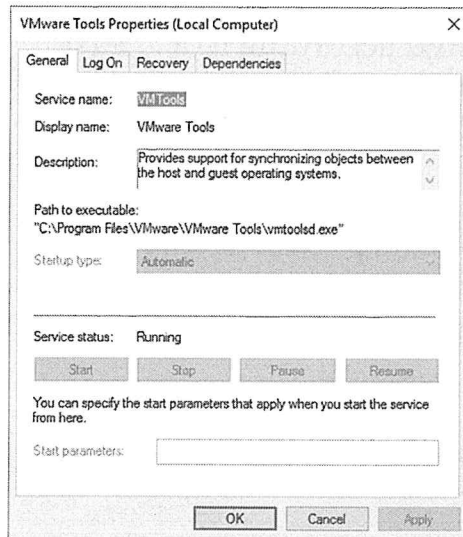 VMware Tools Properties (Local Computer)
General Log On Recovery Dependencies
Service name: VMTools
Display name: VMware Tools
Description: Provides support for synchronizing objects between
the host and guest operating systems.
Path to executable:
"C:\Program Files\VMware\VMware Tools\vmtoolsd.exe"
Startup type: Automatic
Service status: Running
Start Stop Pause Resume
You can specify the start parameters that apply when you start the service
from here.
Start parameters:
OK Cancel Apply